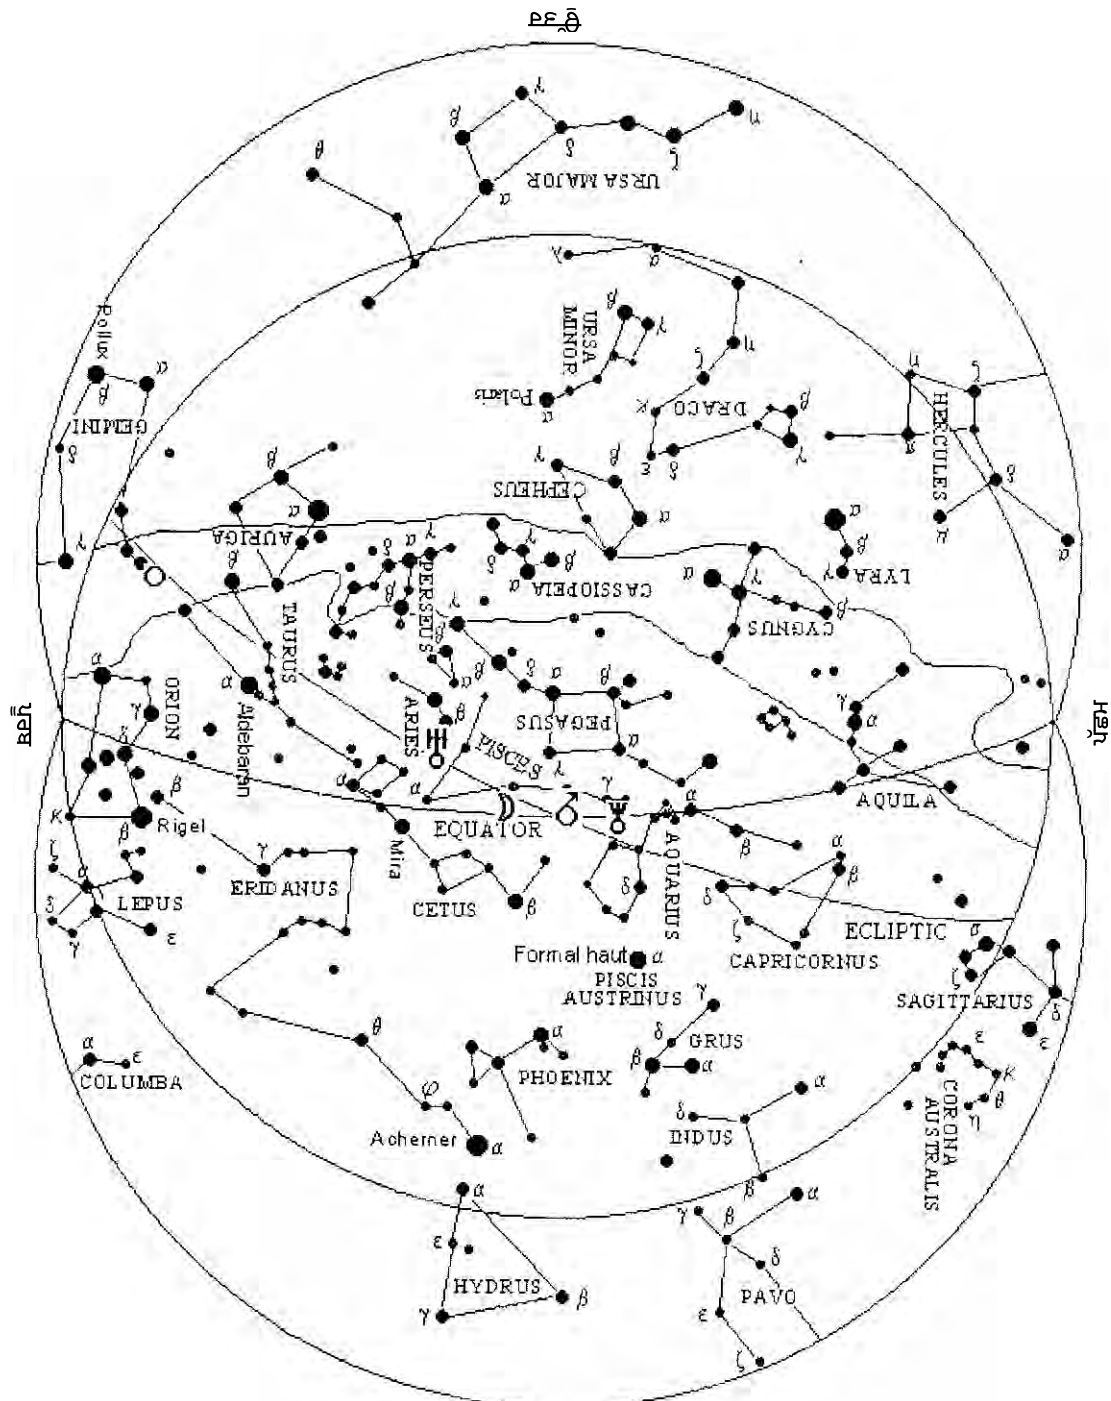 उ. ध्रुव
θ
β
γ
δ
ζ
η
α
URSA MAJOR
λ
α
η
ζ
κ
ε
δ
β
γ
DRACO
β
γ
URSA
MINOR
Polaris
α
Pollux
β
α
GEMINI
δ
γ
η
ζ
HERCULES
π
δ
μ
α
γ
β
CEPHEUS
α
β
α
AURIGA
β
γ
α
δ
β
PERSEUS
γ
δ
α
β
CASSIOPEIA
α
β
γ
LYRA
α
γ
β
CYGNUS
TAURUS
α
Aldebaran
α
ORION
γ
δ
β
κ
Rigel
γ
β
α
β
ARIES
δ
α
β
PEGASUS
γ
α
PISCES
α
γ
α
AQUILA
α
Mira
EQUATOR
γ
α
β
AQUARIUS
δ
α
β
δ
ζ
CAPRICORNUS
ECLIPTIC
ζ
α
LEPUS
δ
γ
ε
β
γ
ERIDANUS
CETUS
β
Formal haut
α
PISCIS
AUSTRINUS
σ
ζ
SAGITTARIUS
δ
ε
α
ε
COLUMBA
θ
φ
Acherner
α
α
PHOENIX
γ
δ
GRUS
β
α
δ
INDUS
α
β
ε
κ
θ
η
CORONA
AUSTRALIS
α
ε
HYDRUS
γ
β
γ
β
α
δ
PAVO
ε
ζ